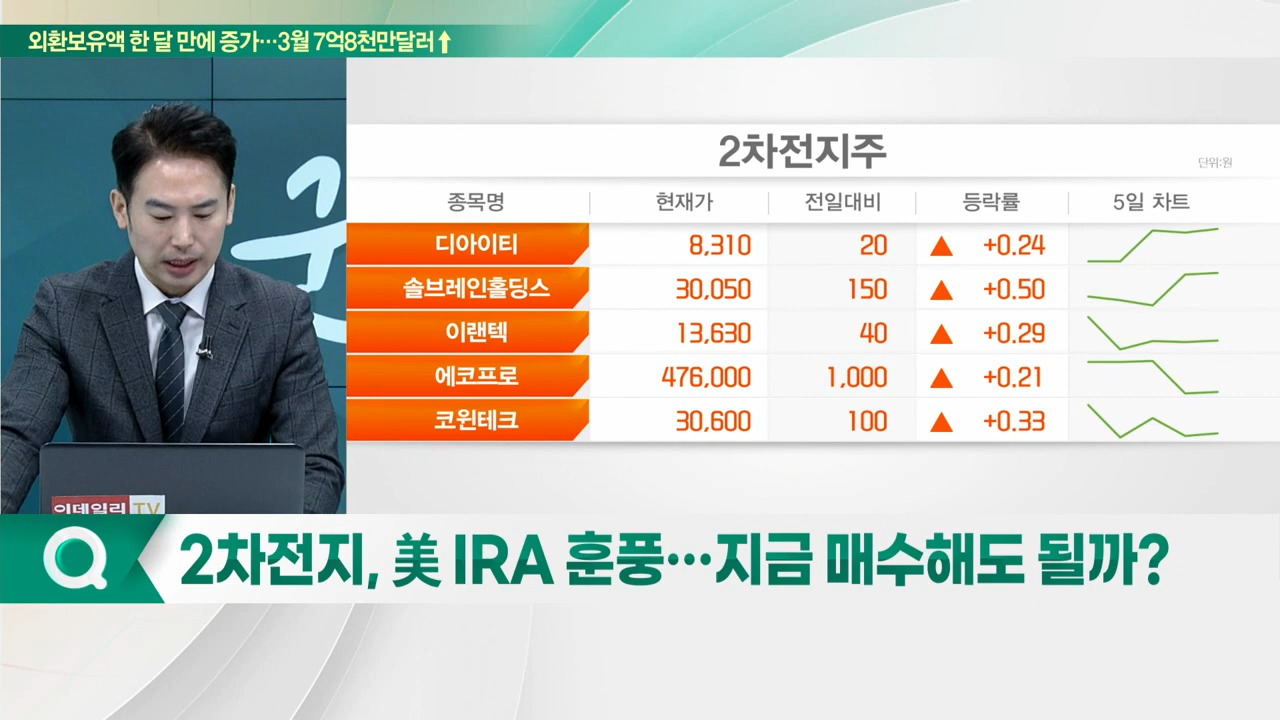 외환보유액 한 달 만에 증가…3월 7억8천만달러↑
2차전지주
단위:원
종목명 현재가 전일대비 등락률 5일 차트
디아이티 8,310 20 ▲ +0.24
솔브레인홀딩스 30,050 150 ▲ +0.50
이랜텍 13,630 40 ▲ +0.29
에코프로 476,000 1,000 ▲ +0.21
코윈테크 30,600 100 ▲ +0.33
이데일리 TV
Q 2차전지, 美 IRA 훈풍…지금 매수해도 될까?